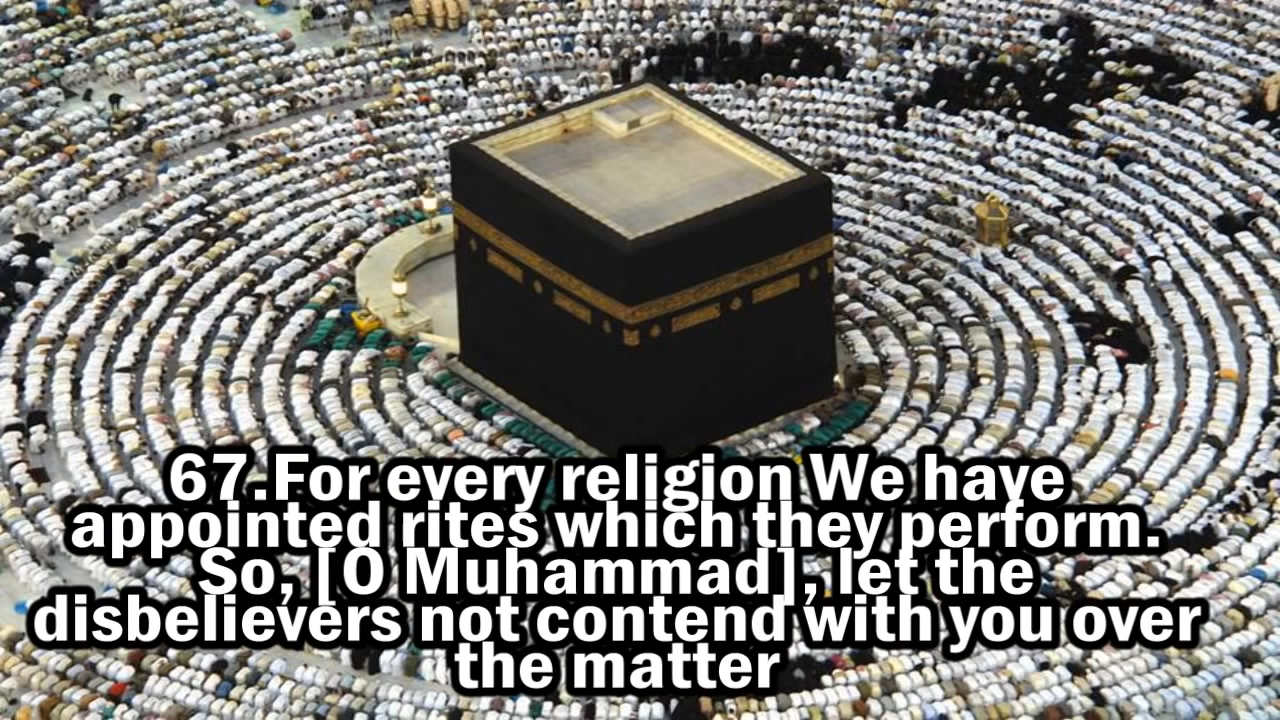 67.For every religion We have
appointed rites which they perform.
So, [O Muhammad], let the
disbelievers not contend with you over
the matter